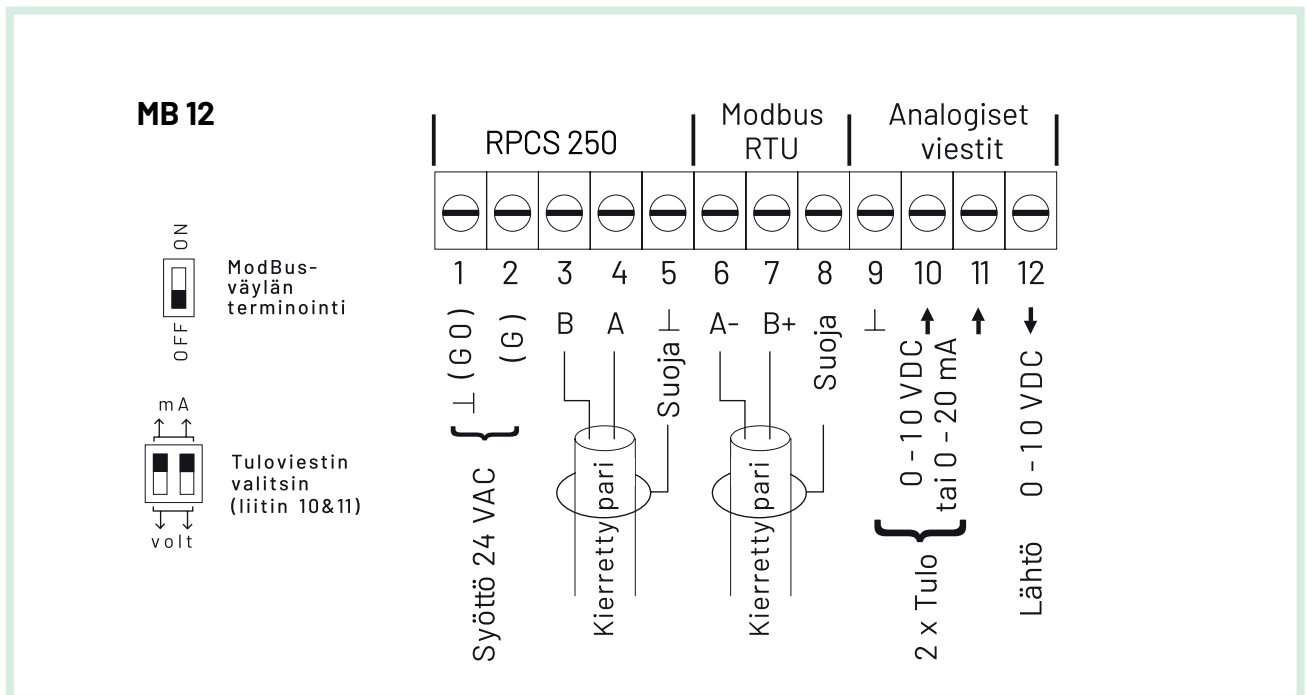 MB 12
RPCS 250
Modbus
RTU
Analogiset
viestit
1 2 3 4 5 6 7 8 9 10 11 12
⊥ (G0)
(G)
B
A
⊥
Suoja
A-
B+
Suoja
⊥
0 - 10 VDC
tai 0 - 20 mA
0 - 10 VDC
Syöttö 24 VAC
Kierretty pari
Kierretty pari
2 x Tulo
Lähtö
ON
OFF
ModBus-
väylän
terminointi
mA
volt
Tuloviestin
valitsin
(liitin 10&11)